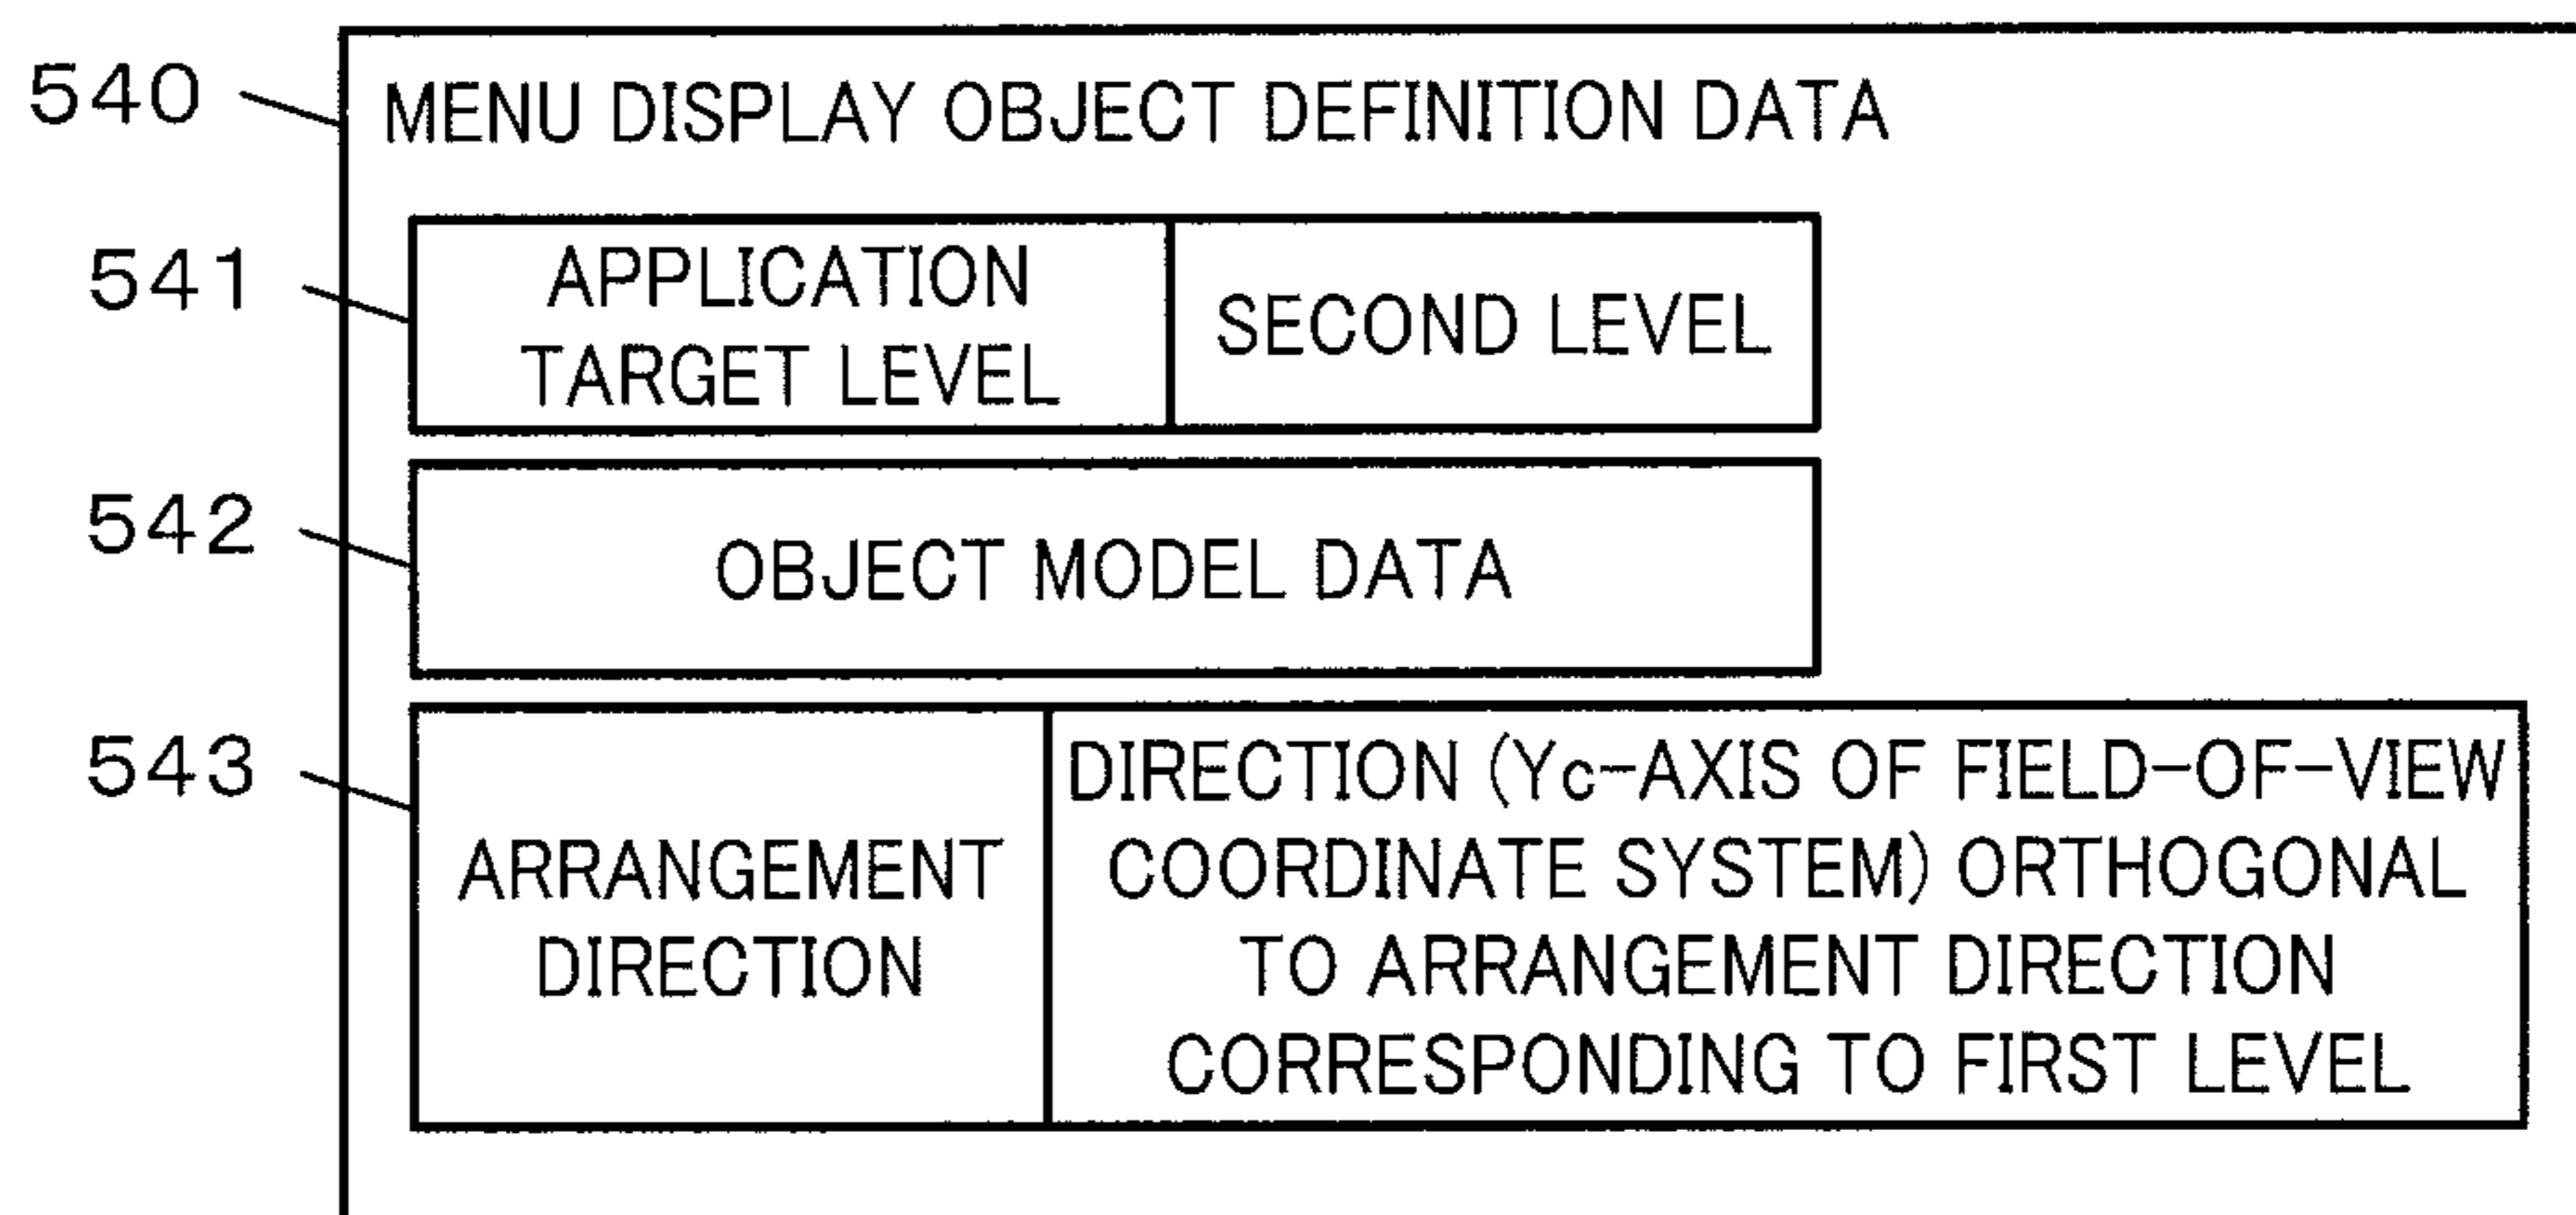 540 MENU DISPLAY OBJECT DEFINITION DATA
541
APPLICATION
TARGET LEVEL
SECOND LEVEL
542
OBJECT MODEL DATA
543
ARRANGEMENT
DIRECTION
DIRECTION (Yc-AXIS OF FIELD-OF-VIEW
COORDINATE SYSTEM) ORTHOGONAL
TO ARRANGEMENT DIRECTION
CORRESPONDING TO FIRST LEVEL